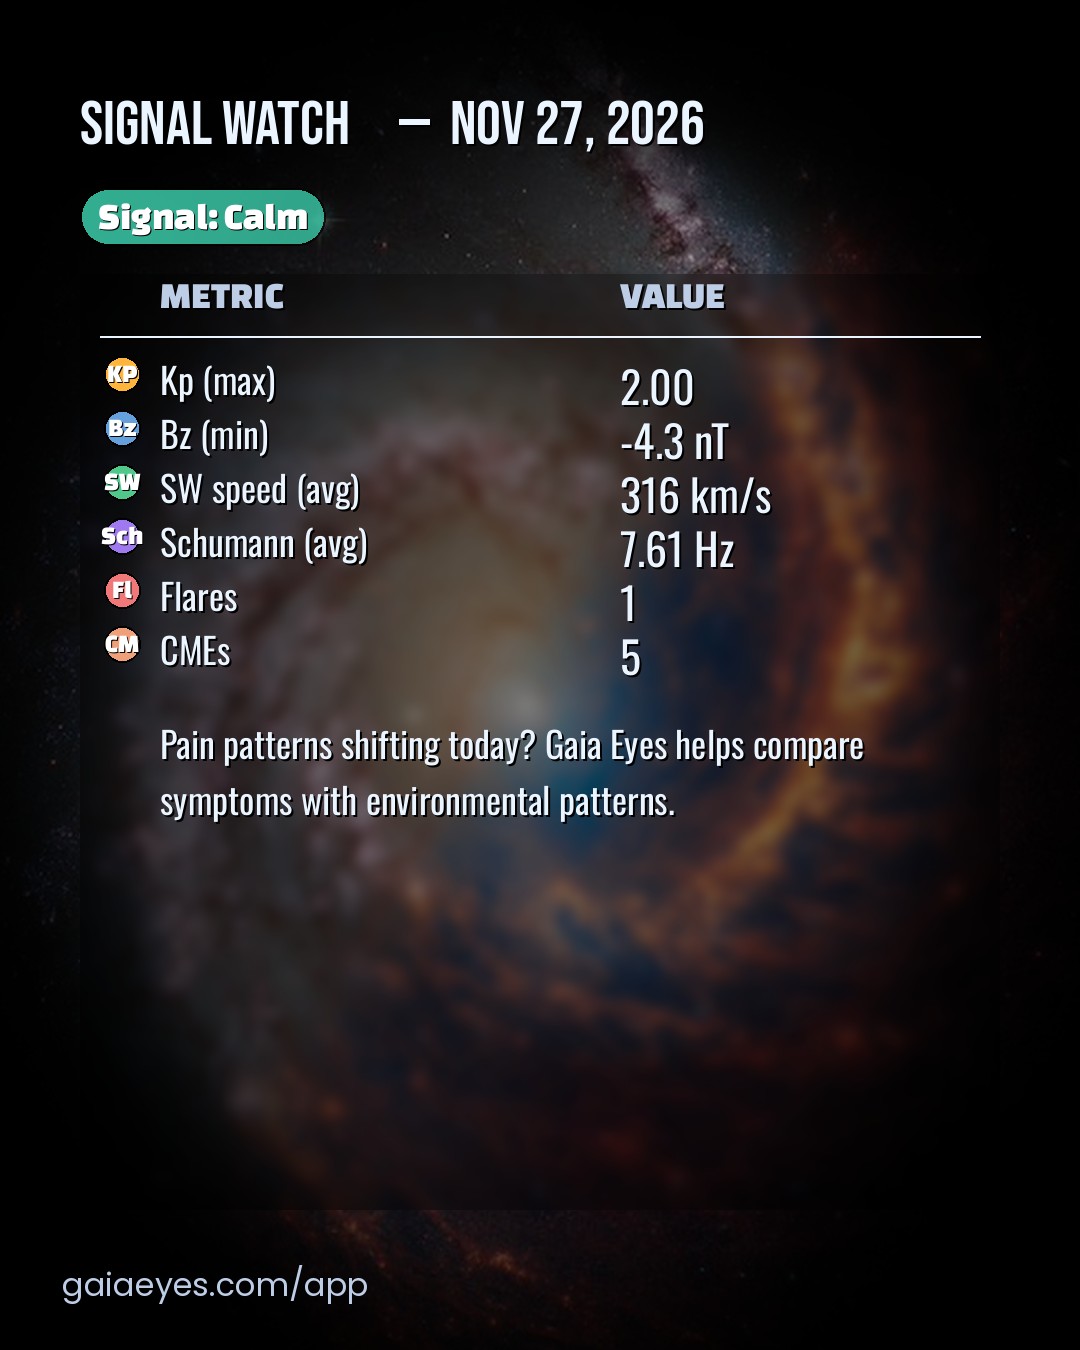 SIGNAL WATCH — NOV 27, 2026
Signal: Calm
METRIC VALUE
KP Kp (max) 2.00
Bz Bz (min) -4.3 nT
SW SW speed (avg) 316 km/s
Sch Schumann (avg) 7.61 Hz
Fl Flares 1
CM CMEs 5
Pain patterns shifting today? Gaia Eyes helps compare
symptoms with environmental patterns.
gaiaeyes.com/app